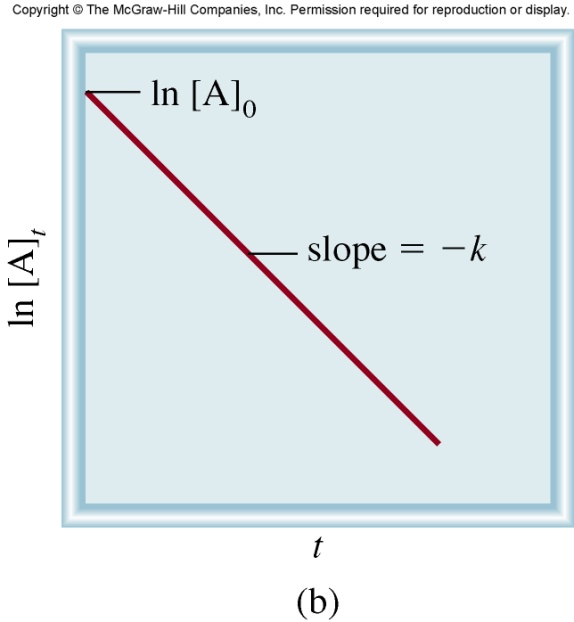 Copyright © The McGraw-Hill Companies, Inc. Permission required for reproduction or display.
ln [A]₀
slope = −k
ln [A]ₜ
t
(b)